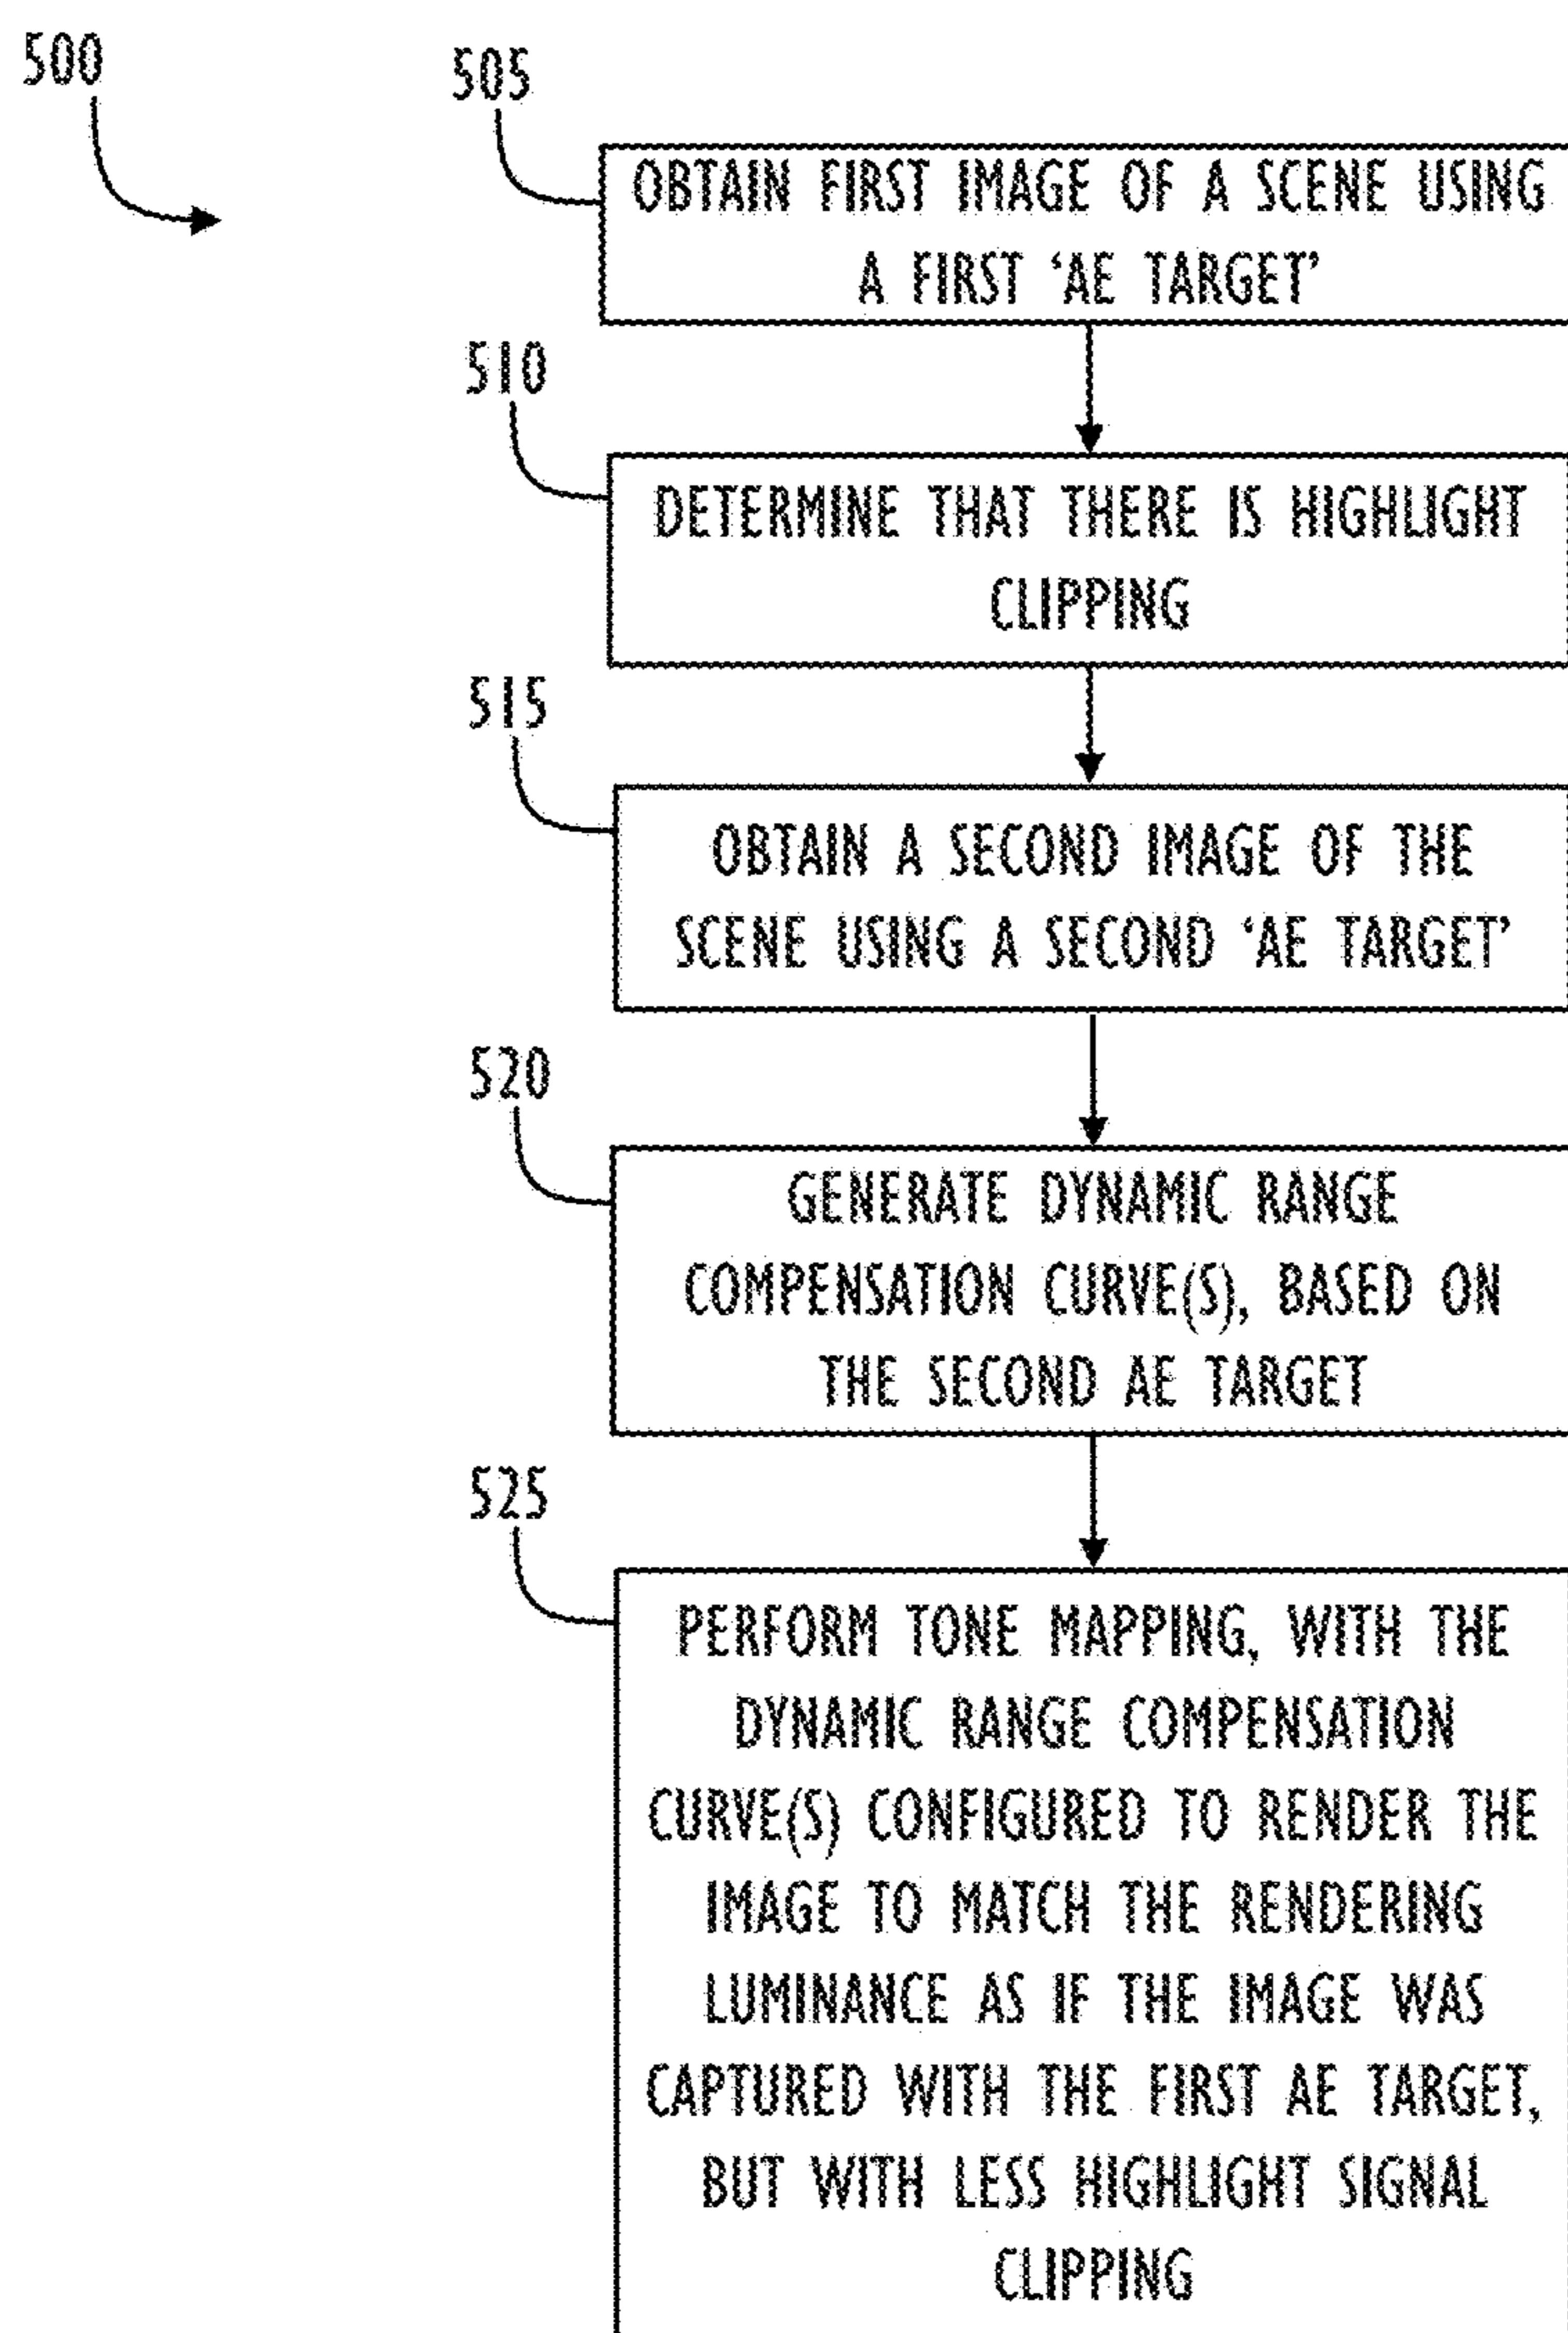 500
505
OBTAIN FIRST IMAGE OF A SCENE USING
A FIRST ‘AE TARGET’
510
DETERMINE THAT THERE IS HIGHLIGHT
CLIPPING
515
OBTAIN A SECOND IMAGE OF THE
SCENE USING A SECOND ‘AE TARGET’
520
GENERATE DYNAMIC RANGE
COMPENSATION CURVE(S), BASED ON
THE SECOND AE TARGET
525
PERFORM TONE MAPPING, WITH THE
DYNAMIC RANGE COMPENSATION
CURVE(S) CONFIGURED TO RENDER THE
IMAGE TO MATCH THE RENDERING
LUMINANCE AS IF THE IMAGE WAS
CAPTURED WITH THE FIRST AE TARGET,
BUT WITH LESS HIGHLIGHT SIGNAL
CLIPPING